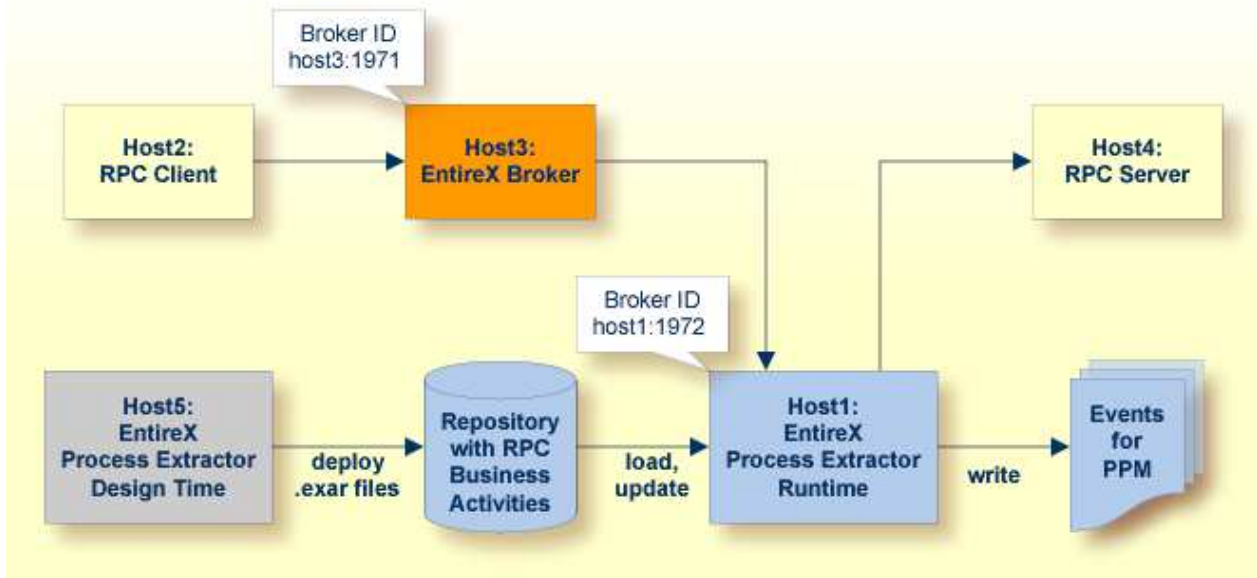 Broker ID
host3:1971
Host2:
RPC Client
Host3:
EntireX Broker
Host4:
RPC Server
Broker ID
host1:1972
Host5:
EntireX
Process Extractor
Design Time
deploy
.exar files
Repository
with RPC
Business
Activities
load,
update
Host1:
EntireX
Process Extractor
Runtime
write
Events
for
PPM